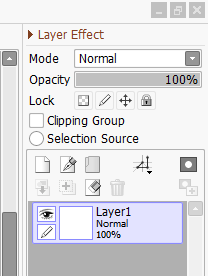 Layer Effect
Mode Normal
Opacity 100%
Lock
Clipping Group
Selection Source
Layer1
Normal
100%